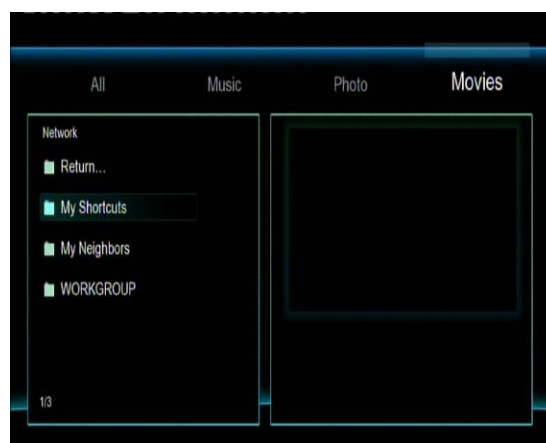 All Music Photo Movies
Network
Return...
My Shortcuts
My Neighbors
WORKGROUP
1/3